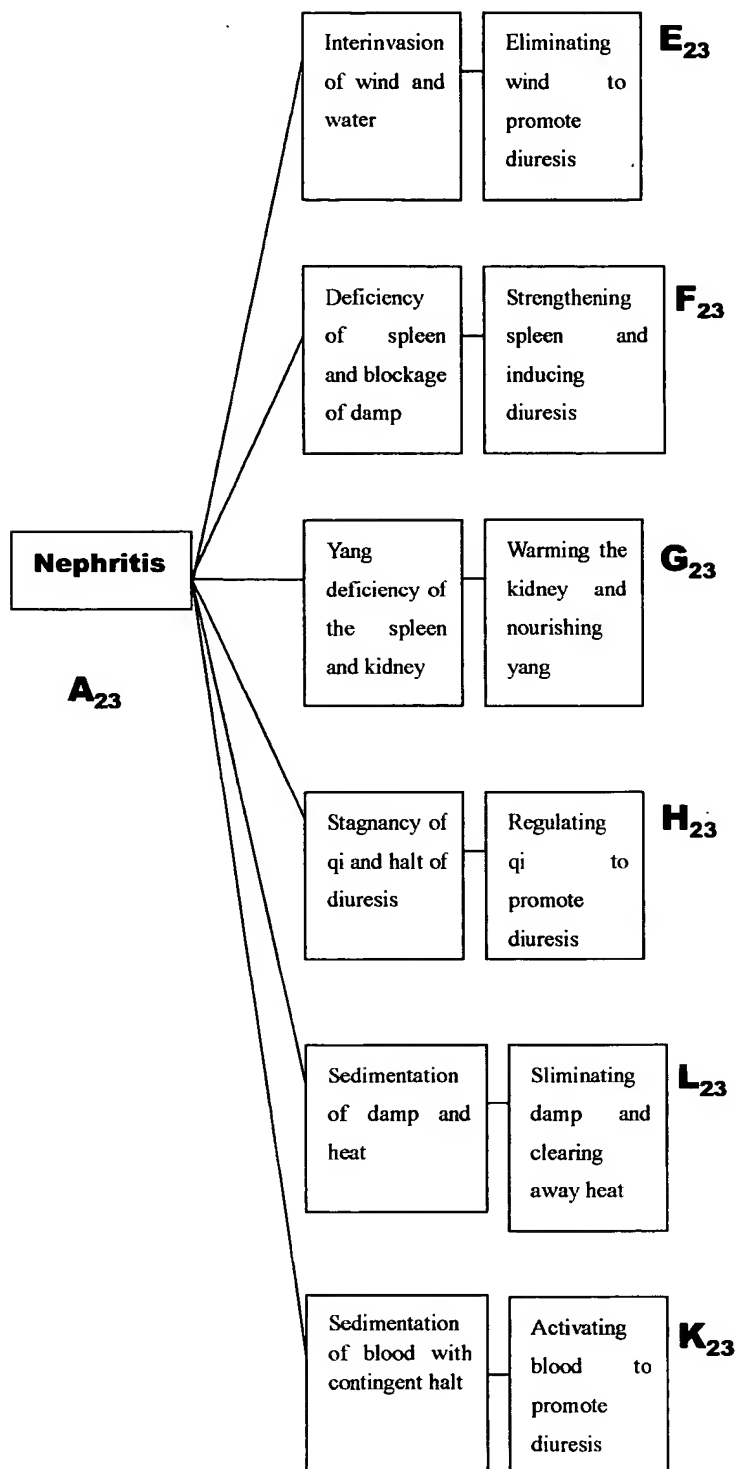 Interinvasion
of wind and
water
Eliminating
wind to
promote
diuresis
E23
Deficiency
of spleen
and blockage
of damp
Strengthening
spleen and
inducing
diuresis
F23
Nephritis
A23
Yang
deficiency of
the spleen
and kidney
Warming the
kidney and
nourishing
yang
G23
Stagnancy of
qi and halt of
diuresis
Regulating
qi to
promote
diuresis
H23
Sedimentation
of damp and
heat
Sliminating
damp and
clearing
away heat
L23
Sedimentation
of blood with
contingent halt
Activating
blood to
promote
diuresis
K23